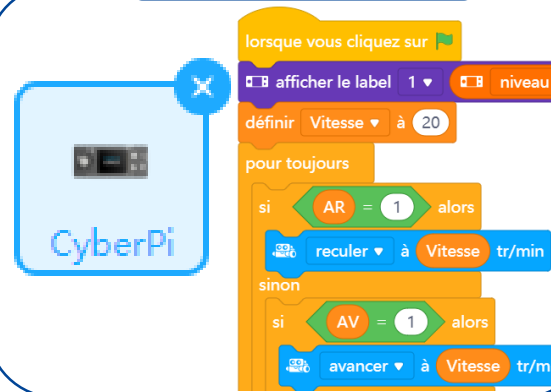 lorsque vous cliquez sur
afficher le label 1 niveau
définir Vitesse à 20
pour toujours
si AR = 1 alors
CyberPi
reculer à Vitesse tr/min
sinon
si AV = 1 alors
avancer à Vitesse tr/m